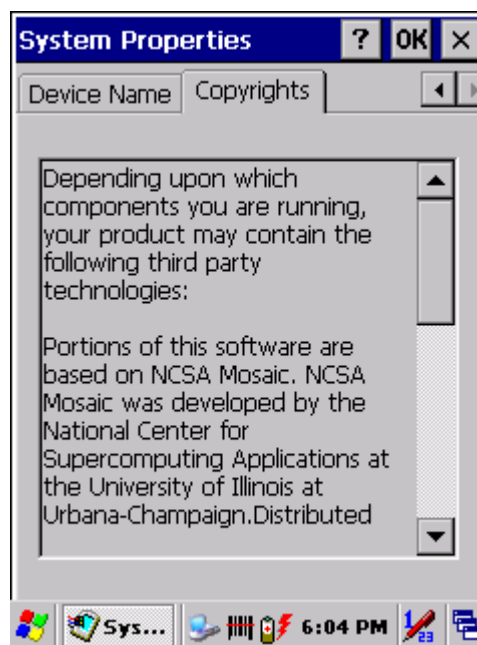 System Properties ? OK ×
Device Name Copyrights
Depending upon which
components you are running,
your product may contain the
following third party
technologies:
Portions of this software are
based on NCSA Mosaic. NCSA
Mosaic was developed by the
National Center for
Supercomputing Applications at
the University of Illinois at
Urbana-Champaign.Distributed
Sys... 6:04 PM 1 23